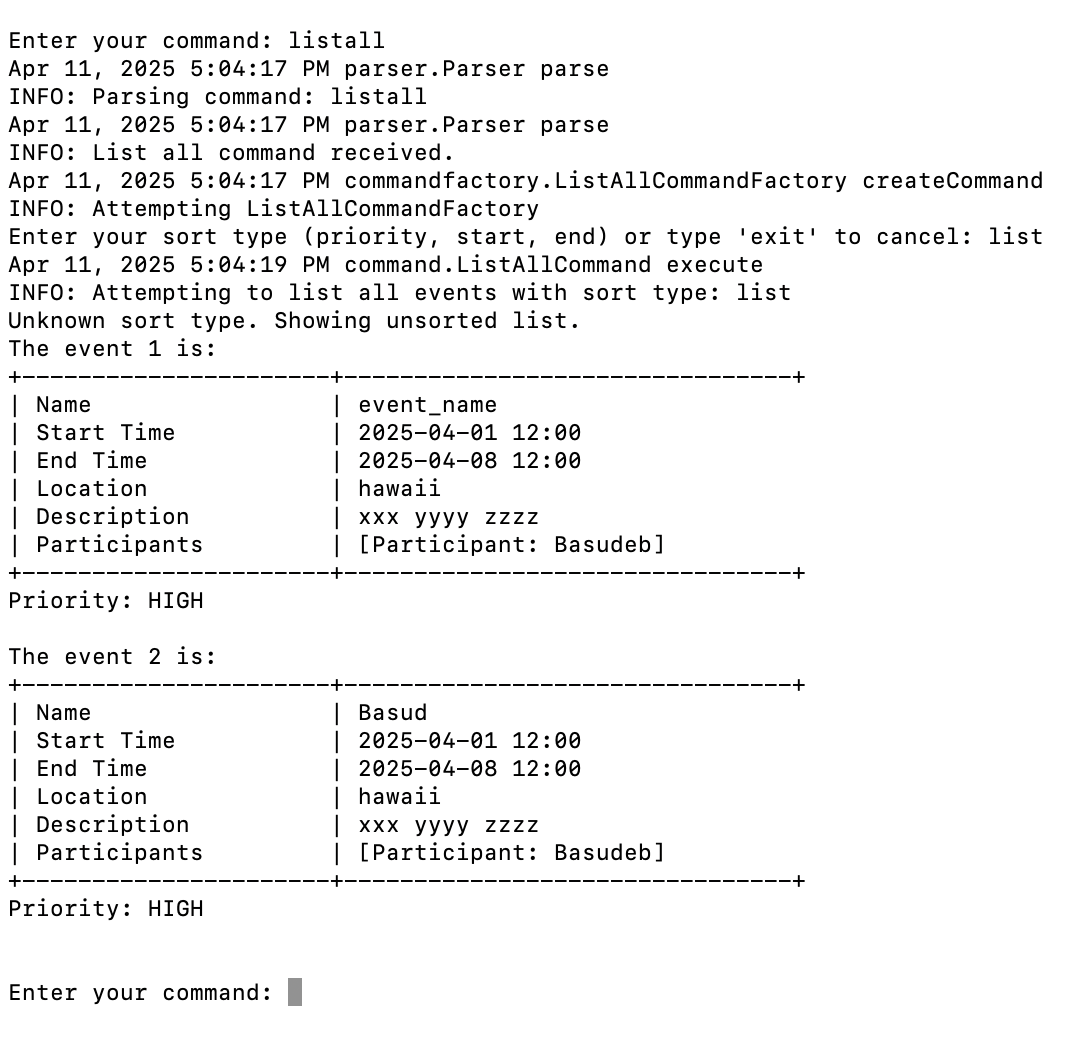 Enter your command: listall
Apr 11, 2025 5:04:17 PM parser.Parser parse
INFO: Parsing command: listall
Apr 11, 2025 5:04:17 PM parser.Parser parse
INFO: List all command received.
Apr 11, 2025 5:04:17 PM commandfactory.ListAllCommandFactory createCommand
INFO: Attempting ListAllCommandFactory
Enter your sort type (priority, start, end) or type 'exit' to cancel: list
Apr 11, 2025 5:04:19 PM command.ListAllCommand execute
INFO: Attempting to list all events with sort type: list
Unknown sort type. Showing unsorted list.
The event 1 is:
+----------------------+--------------------------------+
| Name                 | event_name
| Start Time           | 2025-04-01 12:00
| End Time             | 2025-04-08 12:00
| Location             | hawaii
| Description          | xxx yyyy zzzz
| Participants         | [Participant: Basudeb]
+----------------------+--------------------------------+
Priority: HIGH

The event 2 is:
+----------------------+--------------------------------+
| Name                 | Basud
| Start Time           | 2025-04-01 12:00
| End Time             | 2025-04-08 12:00
| Location             | hawaii
| Description          | xxx yyyy zzzz
| Participants         | [Participant: Basudeb]
+----------------------+--------------------------------+
Priority: HIGH

Enter your command: